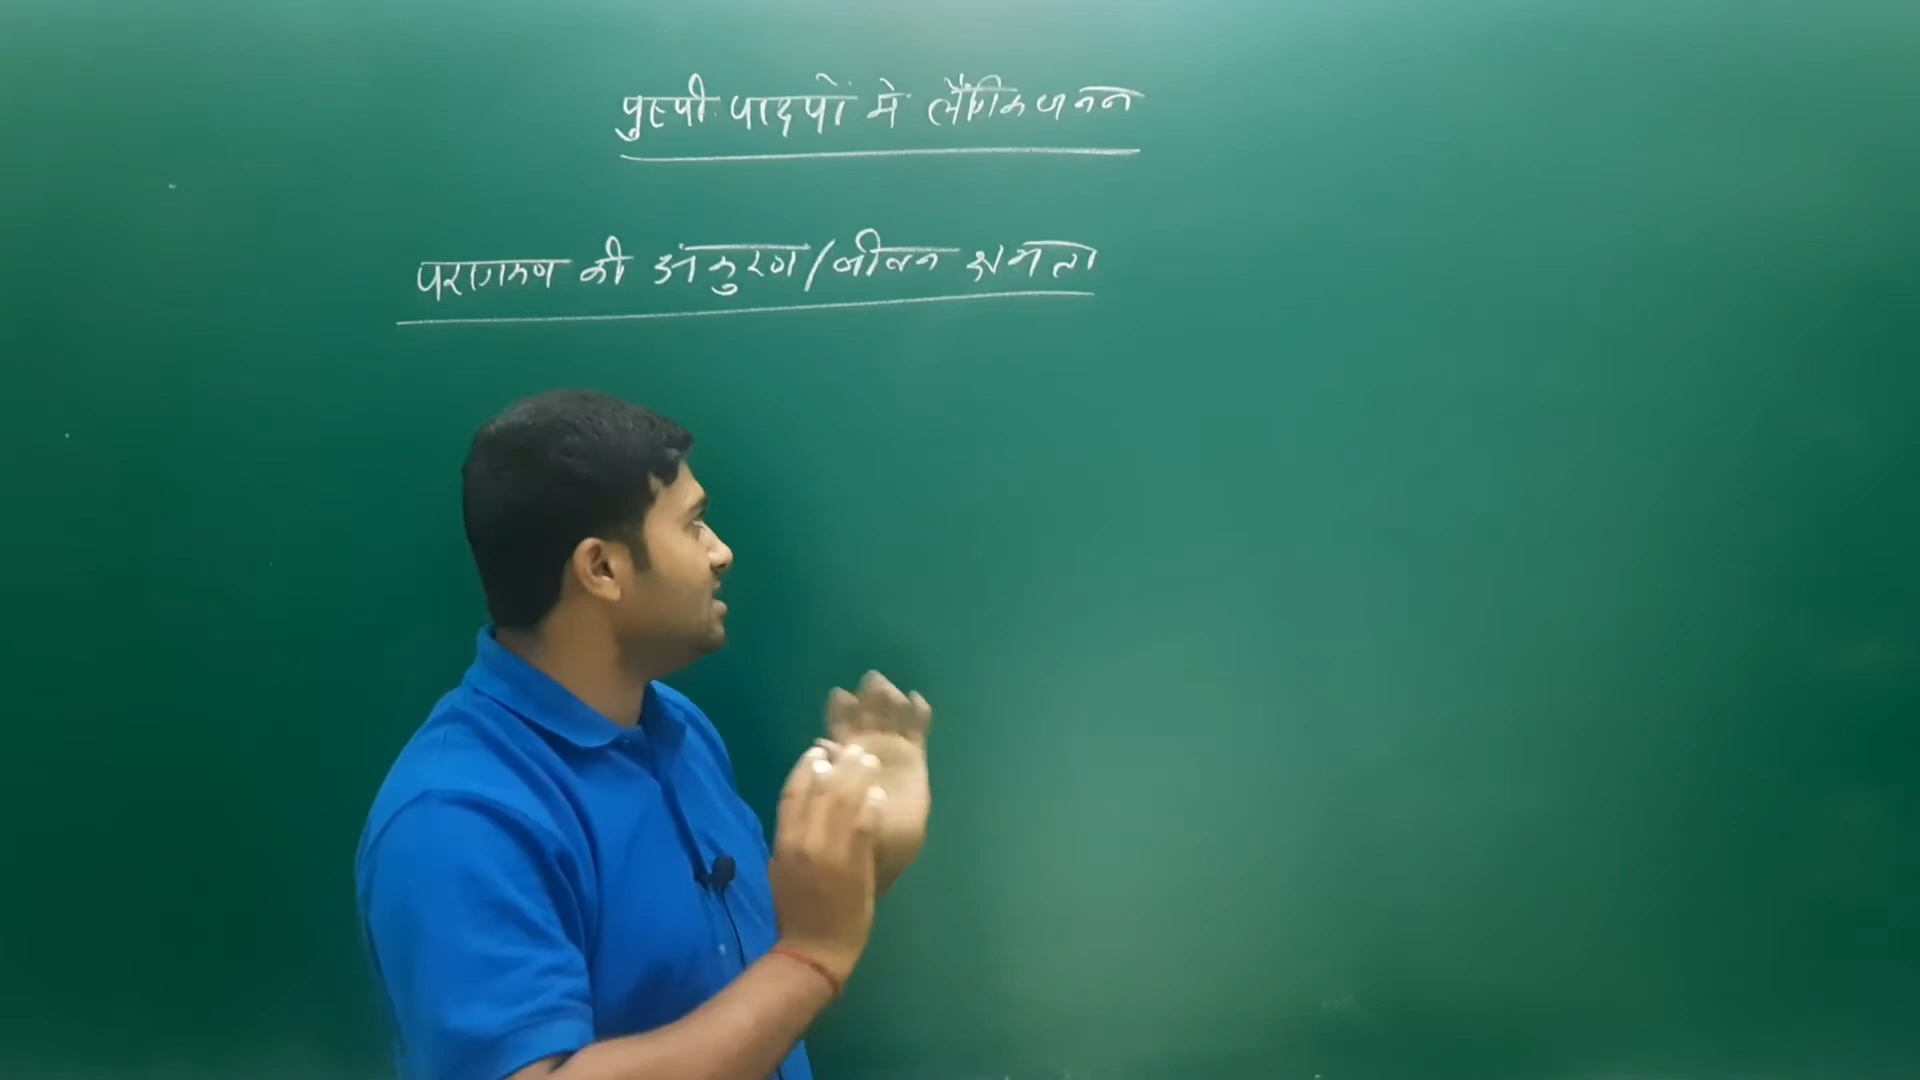 पुष्पी पादपों में लैंगिक जनन
परागकण की अंकुरण/जीवन क्षमता